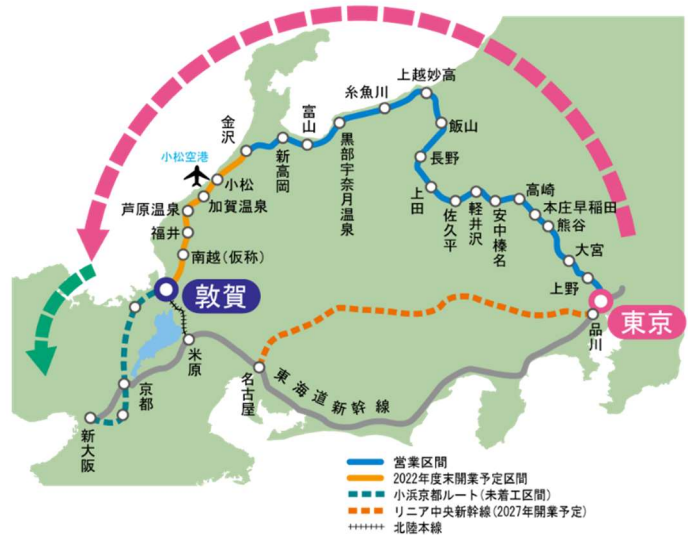 上越妙高
糸魚川
富山
金沢
飯山
黒部宇奈月温泉
新高岡
小松空港
長野
小松
加賀温泉
芦原温泉
上田
佐久平
軽井沢
安中榛名
高崎
本庄早稲田
熊谷
福井
南越(仮称)
大宮
上野
敦賀
東京
品川
米原
名古屋
東海道新幹線
京都
新大阪
営業区間
2022年度末開業予定区間
小浜京都ルート(未着工区間)
リニア中央新幹線(2027年開業予定)
北陸本線